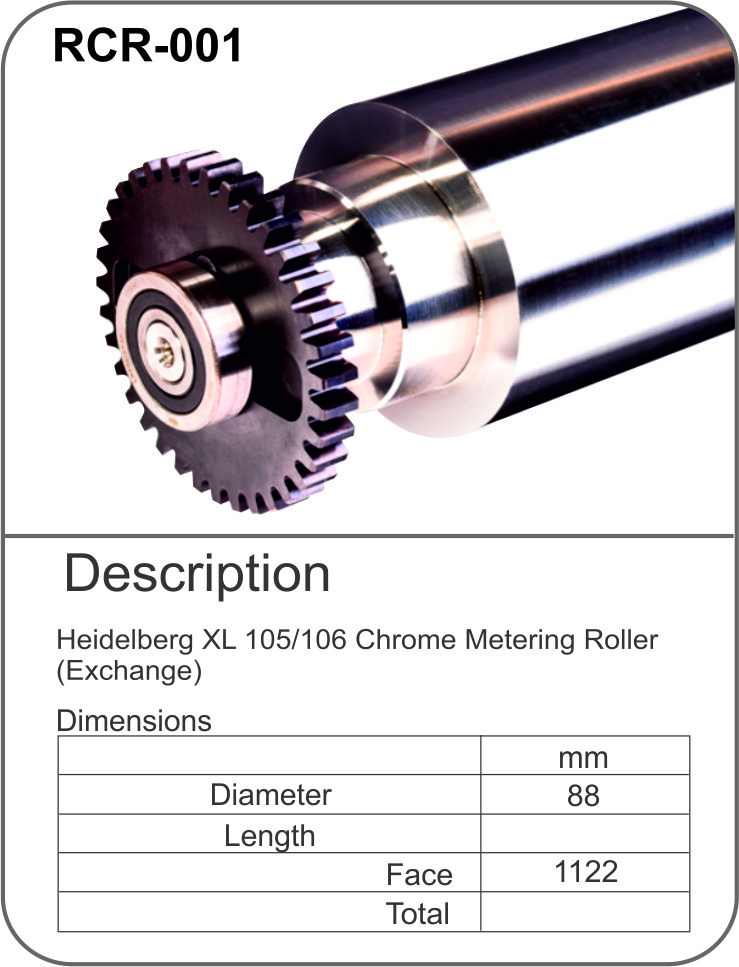 RCR-001
Description
Heidelberg XL 105/106 Chrome Metering Roller
(Exchange)
Dimensions
mm
Diameter 88
Length
Face 1122
Total